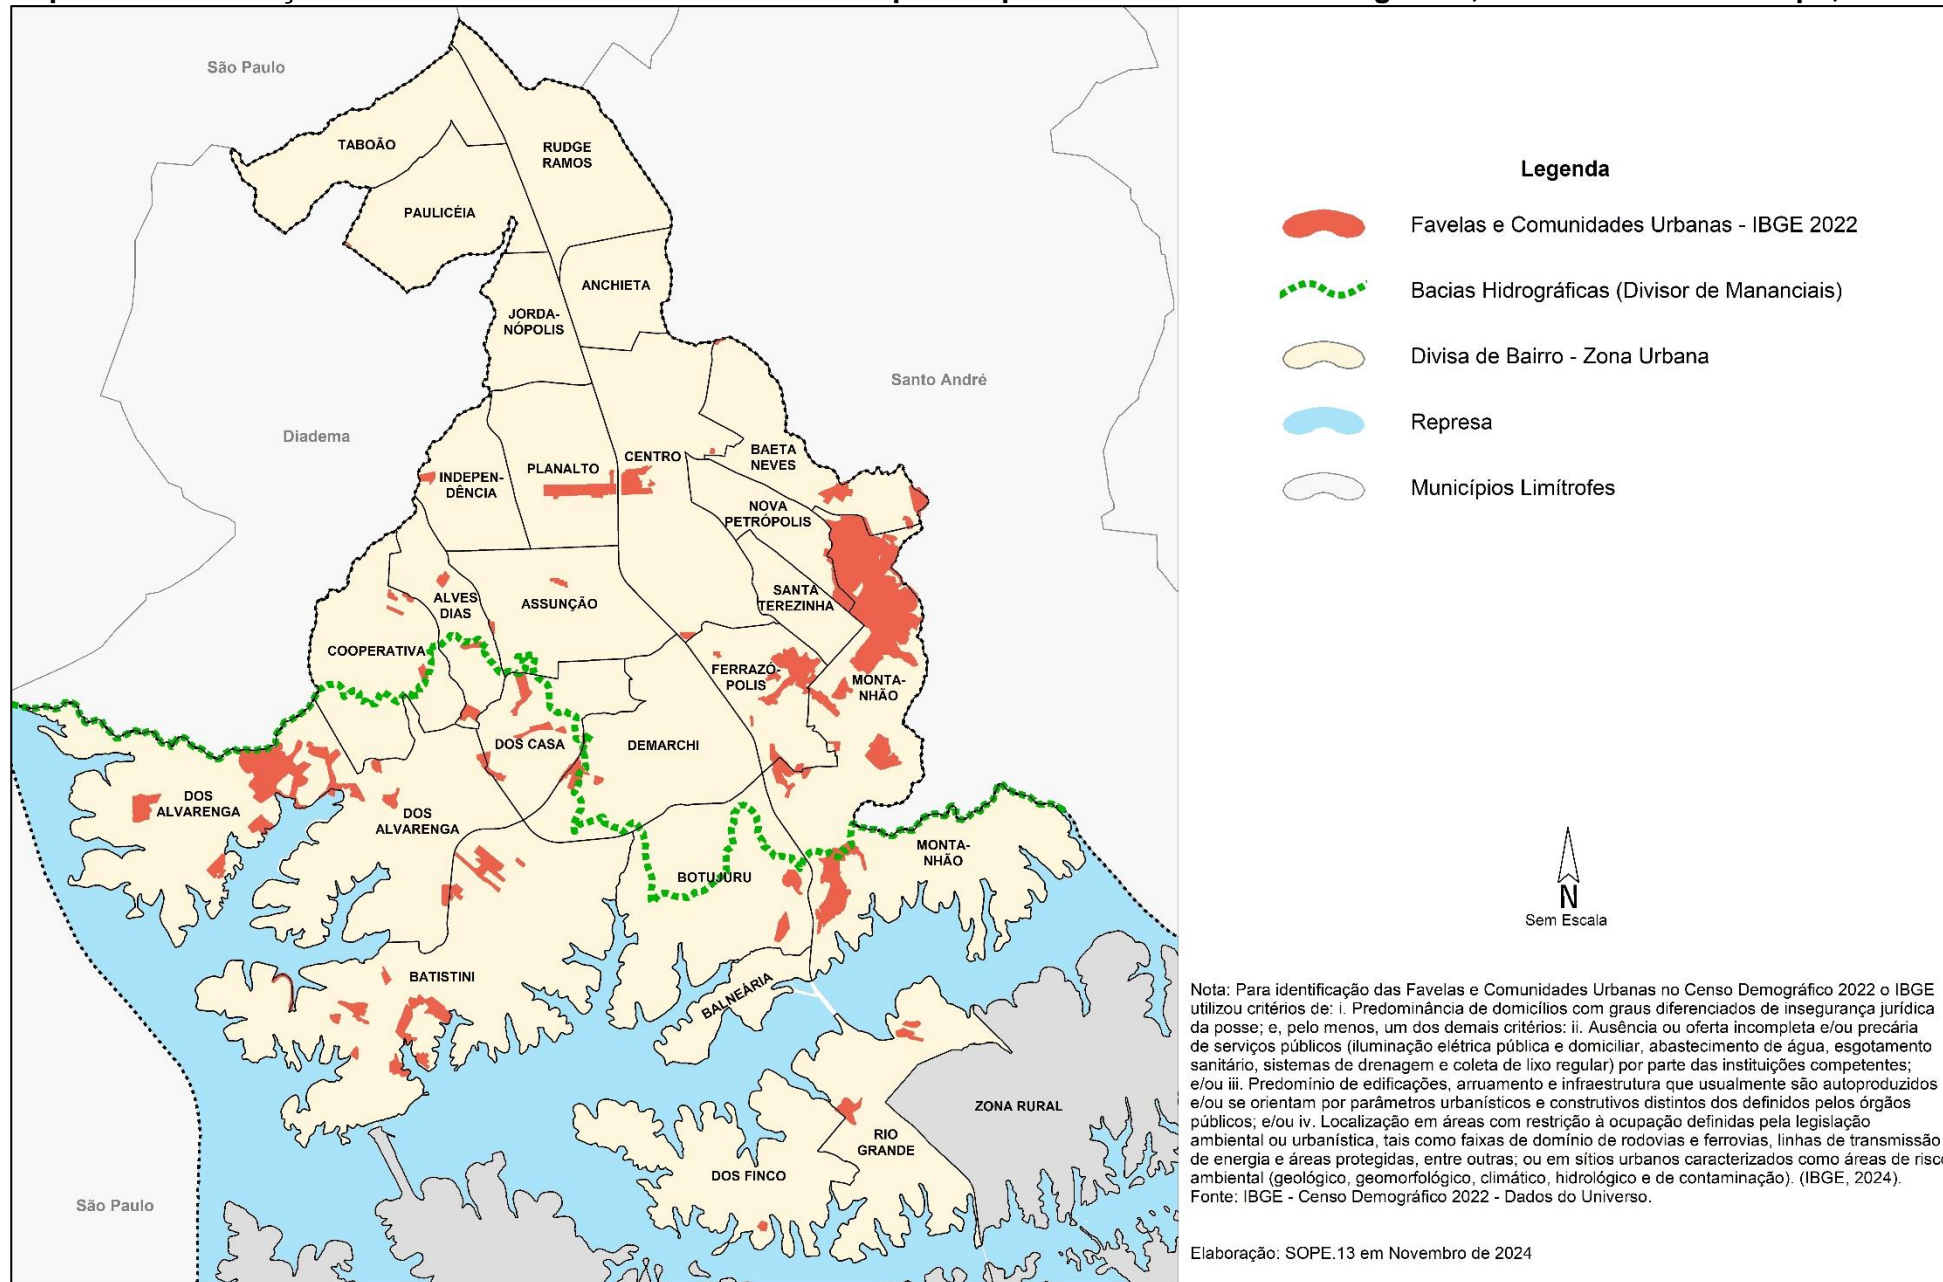 São Paulo
TABOÃO
RUDGE
RAMOS
PAULICÉIA
ANCHIETA
JORDA-
NÓPOLIS
Santo André
Diadema
INDEPEN-
DÊNCIA
PLANALTO
CENTRO
BAETA
NEVES
NOVA
PETRÓPOLIS
ALVES
DIAS
ASSUNÇÃO
SANTA
TEREZINHA
COOPERATIVA
FERRAZÓ-
POLIS
MONTA-
NHÃO
DOS CASA
DEMARCHI
DOS
ALVARENGA
DOS
ALVARENGA
MONTA-
NHÃO
BOTUJURU
BATISTINI
BALNEÁRIA
ZONA RURAL
RIO
GRANDE
DOS FINCO
São Paulo
Legenda
Favelas e Comunidades Urbanas - IBGE 2022
Bacias Hidrográficas (Divisor de Mananciais)
Divisa de Bairro - Zona Urbana
Represa
Municípios Limítrofes
N
Sem Escala
Nota: Para identificação das Favelas e Comunidades Urbanas no Censo Demográfico 2022 o IBGE
utilizou critérios de: i. Predominância de domicílios com graus diferenciados de insegurança jurídica
da posse; e, pelo menos, um dos demais critérios: ii. Ausência ou oferta incompleta e/ou precária
de serviços públicos (iluminação elétrica pública e domiciliar, abastecimento de água, esgotamento
sanitário, sistemas de drenagem e coleta de lixo regular) por parte das instituições competentes;
e/ou iii. Predomínio de edificações, arruamento e infraestrutura que usualmente são autoproduzidos
e/ou se orientam por parâmetros urbanísticos e construtivos distintos dos definidos pelos órgãos
públicos; e/ou iv. Localização em áreas com restrição à ocupação definidas pela legislação
ambiental ou urbanística, tais como faixas de domínio de rodovias e ferrovias, linhas de transmissão
de energia e áreas protegidas, entre outras; ou em sítios urbanos caracterizados como áreas de risco
ambiental (geológico, geomorfológico, climático, hidrológico e de contaminação). (IBGE, 2024).
Fonte: IBGE - Censo Demográfico 2022 - Dados do Universo.
Elaboração: SOPE.13 em Novembro de 2024